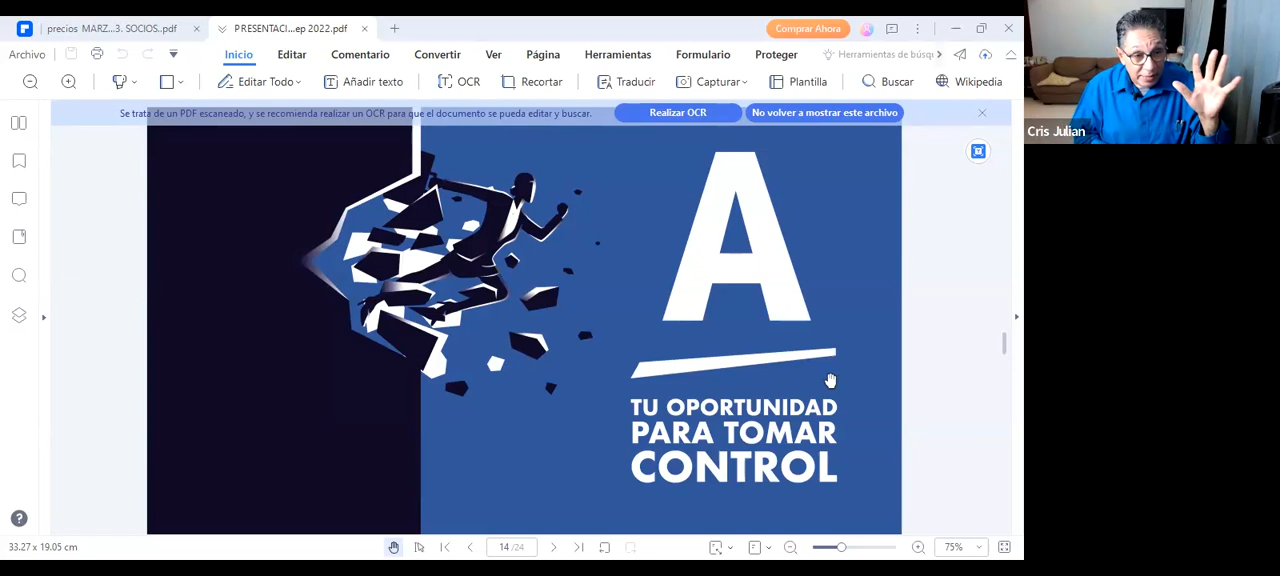 precios MARZ...3. SOCIOS..pdf
PRESENTACI...ep 2022.pdf
Comprar Ahora
Archivo
Inicio
Editar
Comentario
Convertir
Ver
Página
Herramientas
Formulario
Proteger
Herramientas de búsq
Editar Todo
Añadir texto
OCR
Recortar
Traducir
Capturar
Plantilla
Buscar
Wikipedia
Se trata de un PDF escaneado, y se recomienda realizar un OCR para que el documento se pueda editar y buscar.
Realizar OCR
No volver a mostrar este archivo
Cris Julian
A
TU OPORTUNIDAD
PARA TOMAR
CONTROL
33.27 x 19.05 cm
14 /24
75%